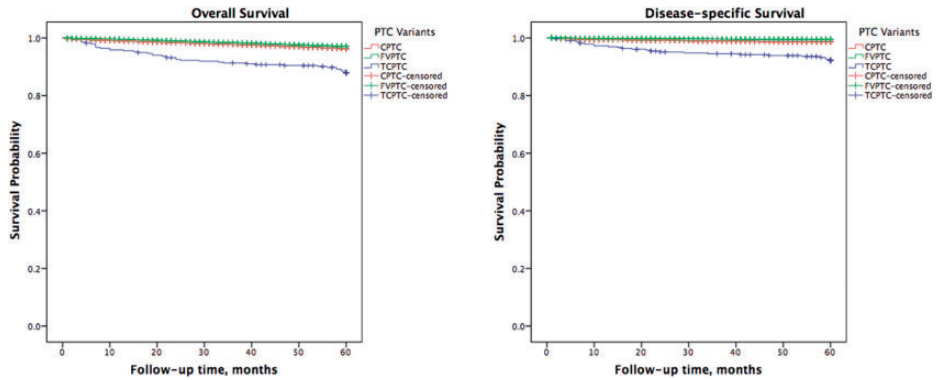 Overall Survival
PTC Variants
CPTC
FVPTC
TCPTC
CPTC-censored
FVPTC-censored
TCPTC-censored
1.0
0.8
0.6
0.4
0.2
0.0
Survival Probability
0 10 20 30 40 50 60
Follow-up time, months
Disease-specific Survival
PTC Variants
CPTC
FVPTC
TCPTC
CPTC-censored
FVPTC-censored
TCPTC-censored
1.0
0.8
0.6
0.4
0.2
0.0
Survival Probability
0 10 20 30 40 50 60
Follow-up time, months